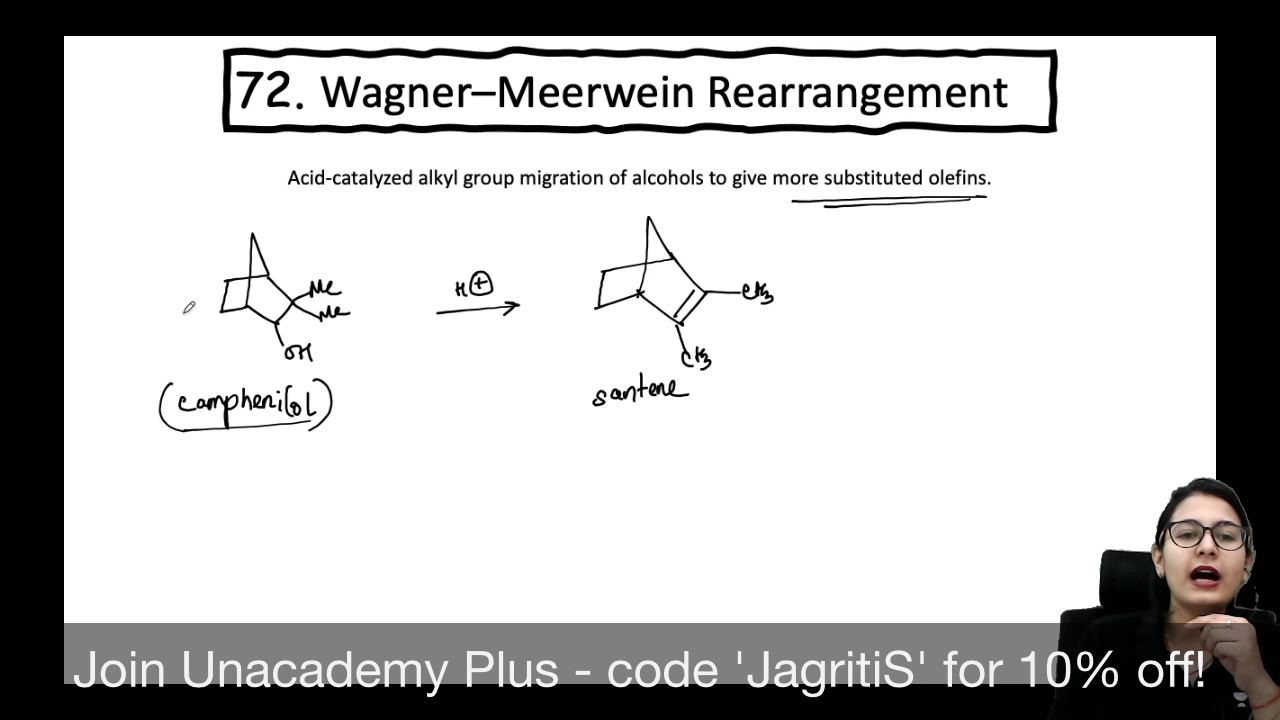 72. Wagner–Meerwein Rearrangement
Acid-catalyzed alkyl group migration of alcohols to give more substituted olefins.
Me
Me
OH
(camphenilol)
H⊕
CH3
CH3
santene
Join Unacademy Plus - code 'JagritiS' for 10% off!